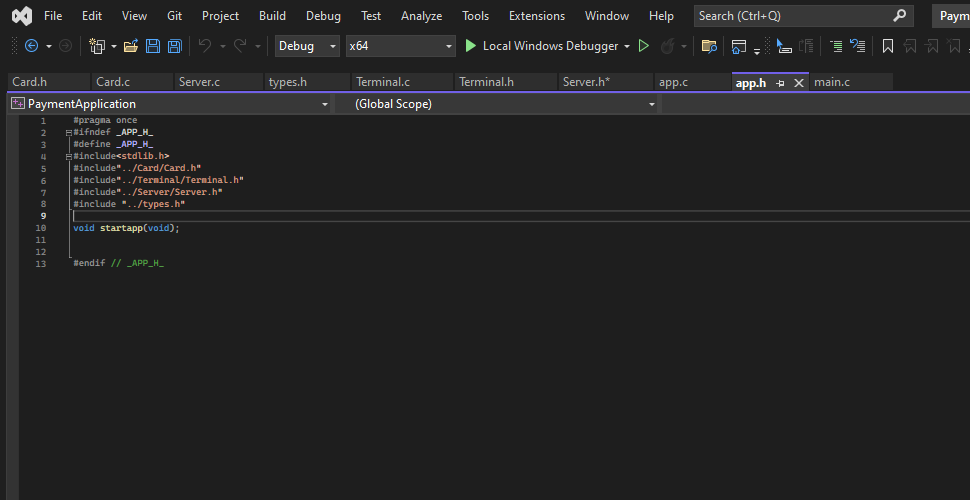 File Edit View Git Project Build Debug Test Analyze Tools Extensions Window Help Search (Ctrl+Q) Paym
Debug x64 Local Windows Debugger
Card.h Card.c Server.c types.h Terminal.c Terminal.h Server.h* app.c app.h main.c
PaymentApplication (Global Scope)
1 #pragma once
2 #ifndef _APP_H_
3 #define _APP_H_
4 #include<stdlib.h>
5 #include"../Card/Card.h"
6 #include"../Terminal/Terminal.h"
7 #include"../Server/Server.h"
8 #include "../types.h"
9
10 void startapp(void);
11
12
13 #endif // _APP_H_